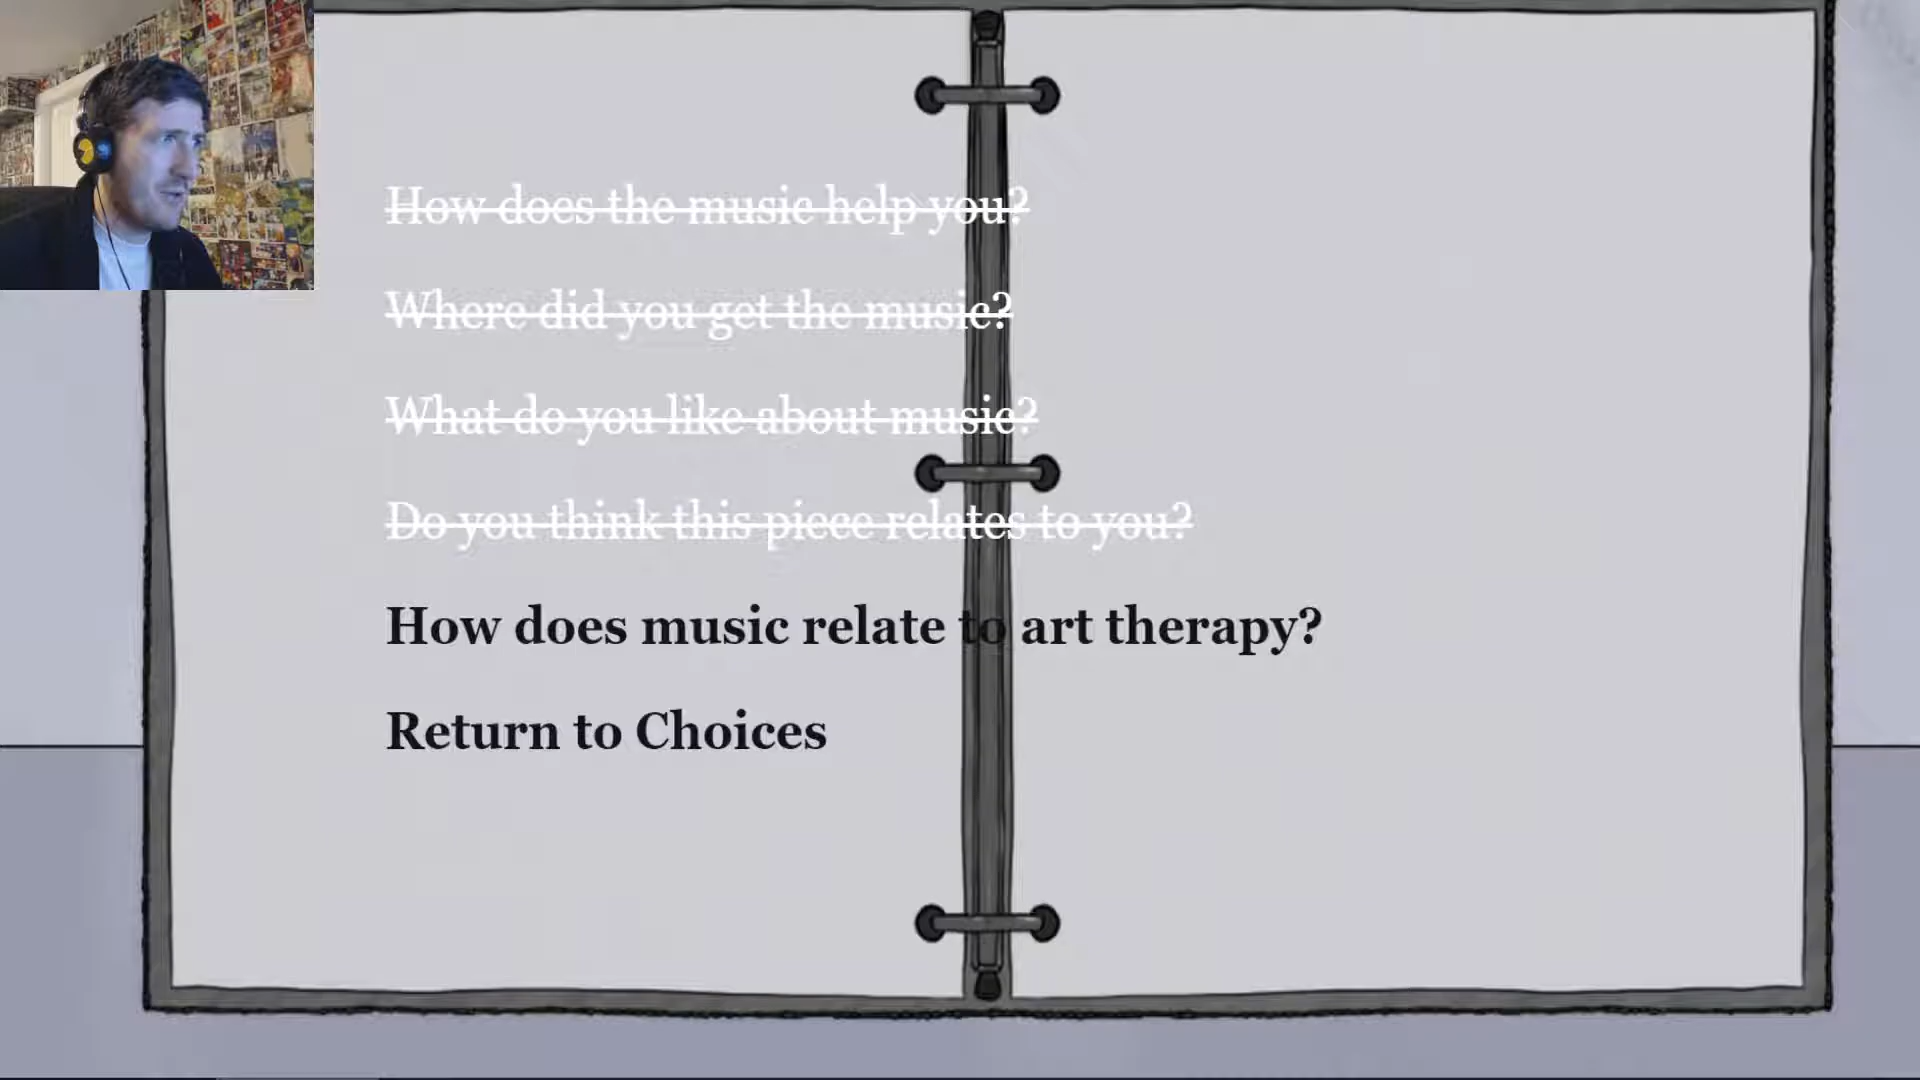 How does the music help you?
Where did you get the music?
What do you like about music?
Do you think this piece relates to you?
How does music relate to art therapy?
Return to Choices